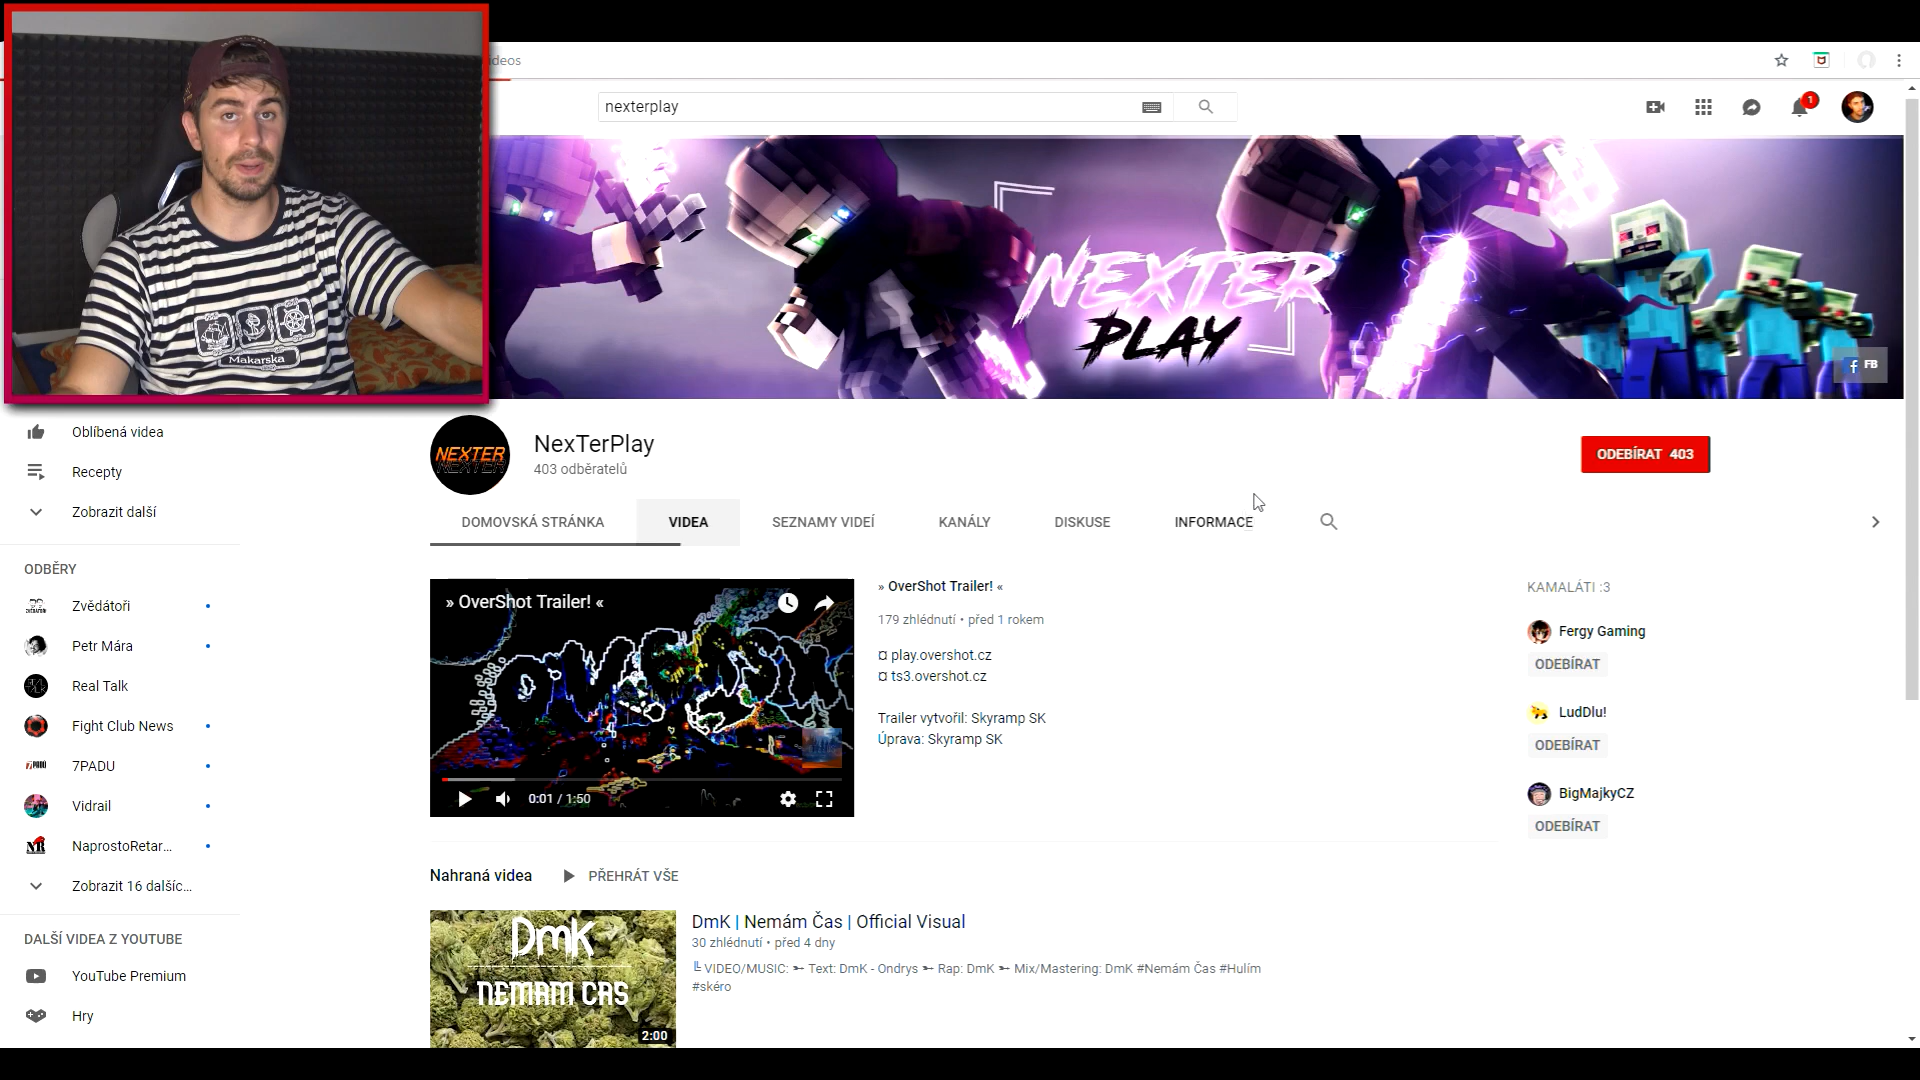 deos
nexterplay
1
NEXTER
PLAY
Makarska
FB
Oblíbená videa
Recepty
Zobrazit další
ODBĚRY
Zvědátoři
Petr Mára
Real Talk
Fight Club News
7PADU
Vidrail
NaprostoRetar...
Zobrazit 16 dalšíc...
DALŠÍ VIDEA Z YOUTUBE
YouTube Premium
Hry
NEXTER
NEXTER
NexTerPlay
403 odběratelů
ODEBÍRAT 403
DOMOVSKÁ STRÁNKA
VIDEA
SEZNAMY VIDEÍ
KANÁLY
DISKUSE
INFORMACE
» OverShot Trailer! «
0:01 / 1:50
» OverShot Trailer! «
179 zhlédnutí • před 1 rokem
¤ play.overshot.cz
¤ ts3.overshot.cz
Trailer vytvořil: Skyramp SK
Úprava: Skyramp SK
KAMALÁTI :3
Fergy Gaming
ODEBÍRAT
LudDlu!
ODEBÍRAT
BigMajkyCZ
ODEBÍRAT
Nahraná videa
PŘEHRÁT VŠE
DmK
NEMAM CAS
2:00
DmK | Nemám Čas | Official Visual
30 zhlédnutí • před 4 dny
╚ VIDEO/MUSIC: ➸ Text: DmK - Ondrys ➸ Rap: DmK ➸ Mix/Mastering: DmK #Nemám Čas #Hulím
#skéro